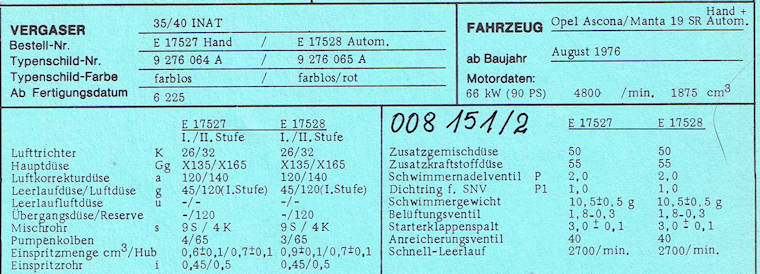 VERGASER 35/40 INAT
Bestell-Nr. E 17527 Hand / E 17528 Autom.
Typenschild-Nr. 9 276 064 A / 9 276 065 A
Typenschild-Farbe farblos / farblos/rot
Ab Fertigungsdatum 6 225
Hand +
FAHRZEUG Opel Ascona/Manta 19 SR Autom.
ab Baujahr August 1976
Motordaten:
66 kW (90 PS) 4800 /min. 1875 cm³
E 17527 E 17528
I./II. Stufe I./II. Stufe
Lufttrichter K 26/32 26/32
Hauptdüse Gg X135/X165 X135/X165
Luftkorrekturdüse a 120/140 120/140
Leerlaufdüse/Luftdüse g 45/120(I.Stufe) 45/120(I.Stufe)
Leerlaufluftdüse u -/- -/-
Übergangsdüse/Reserve -/120 -/120
Mischrohr s 9S / 4K 9S / 4K
Pumpenkolben 4/65 3/65
Einspritzmenge cm³/Hub 0,6±0,1/0,7±0,1 0,9±0,1/0,7±0,1
Einspritzrohr i 0,45/0,5 0,45/0,5
008 151/2 E 17527 E 17528
Zusatzgemischdüse 50 50
Zusatzkraftstoffdüse 55 55
Schwimmernadelventil P 2,0 2,0
Dichtring f. SNV P1 1,0 1,0
Schwimmergewicht 10,5±0,5 g 10,5±0,5 g
Belüftungsventil 1,8-0,3 1,8-0,3
Starterklappenspalt 3,0 ± 0,1 3,0 ± 0,1
Anreicherungsventil 40 40
Schnell-Leerlauf 2700/min. 2700/min.